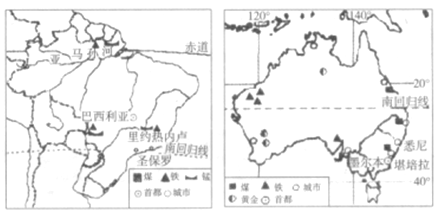 赤道
亚马孙河
巴西利亚
里约热内卢
南回归线
圣保罗
煤 铁 锰
首都 城市
120° 140°
20°
南回归线
悉尼
墨尔本
堪培拉
40°
煤 铁 城市
黄金 首都